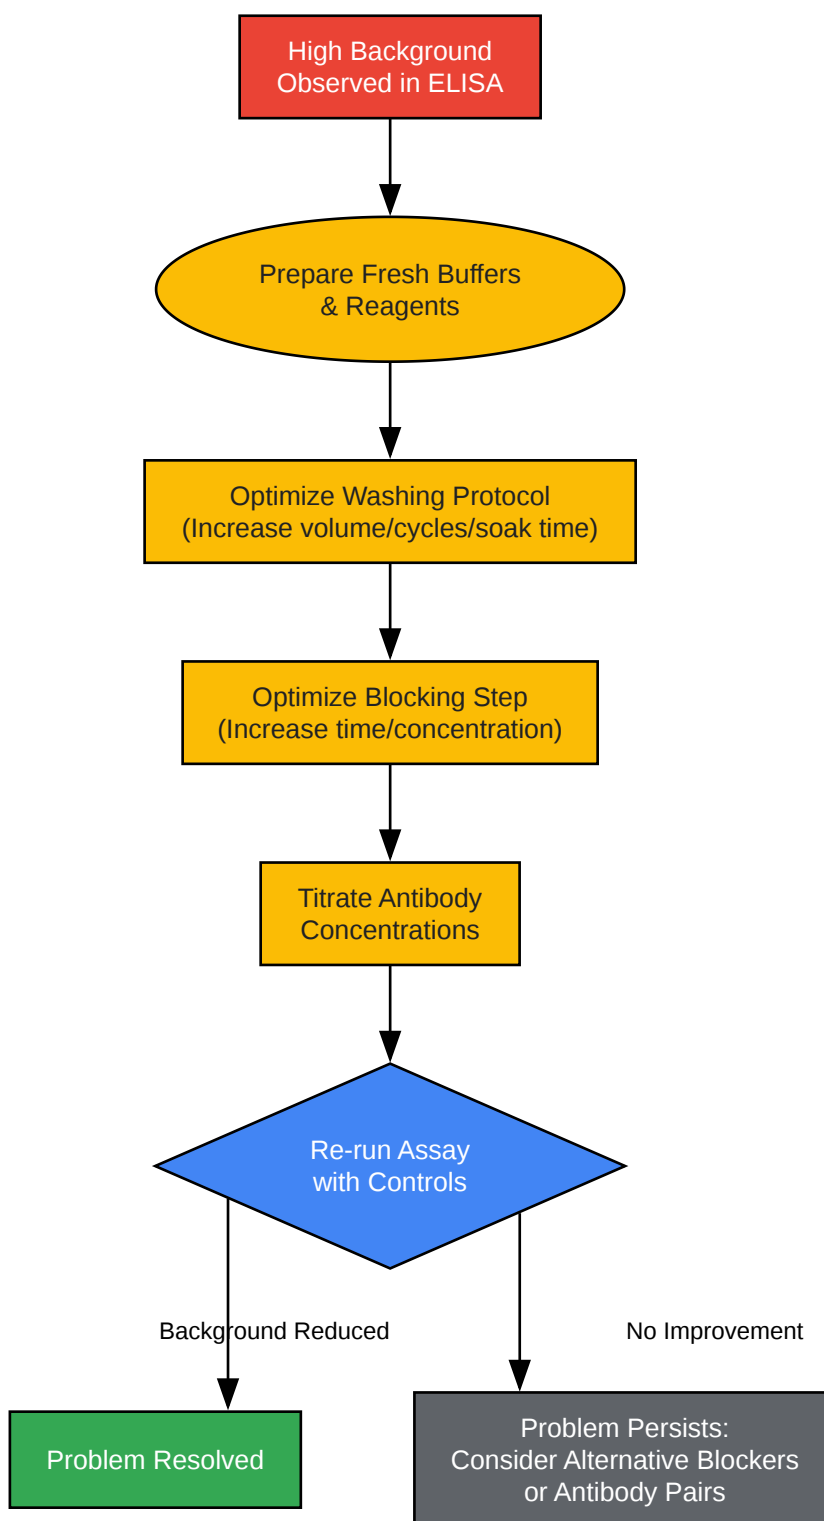 High Background
Observed in ELISA
Prepare Fresh Buffers
& Reagents
Optimize Washing Protocol
(Increase volume/cycles/soak time)
Optimize Blocking Step
(Increase time/concentration)
Titrate Antibody
Concentrations
Re-run Assay
with Controls
Background Reduced
No Improvement
Problem Resolved
Problem Persists:
Consider Alternative Blockers
or Antibody Pairs